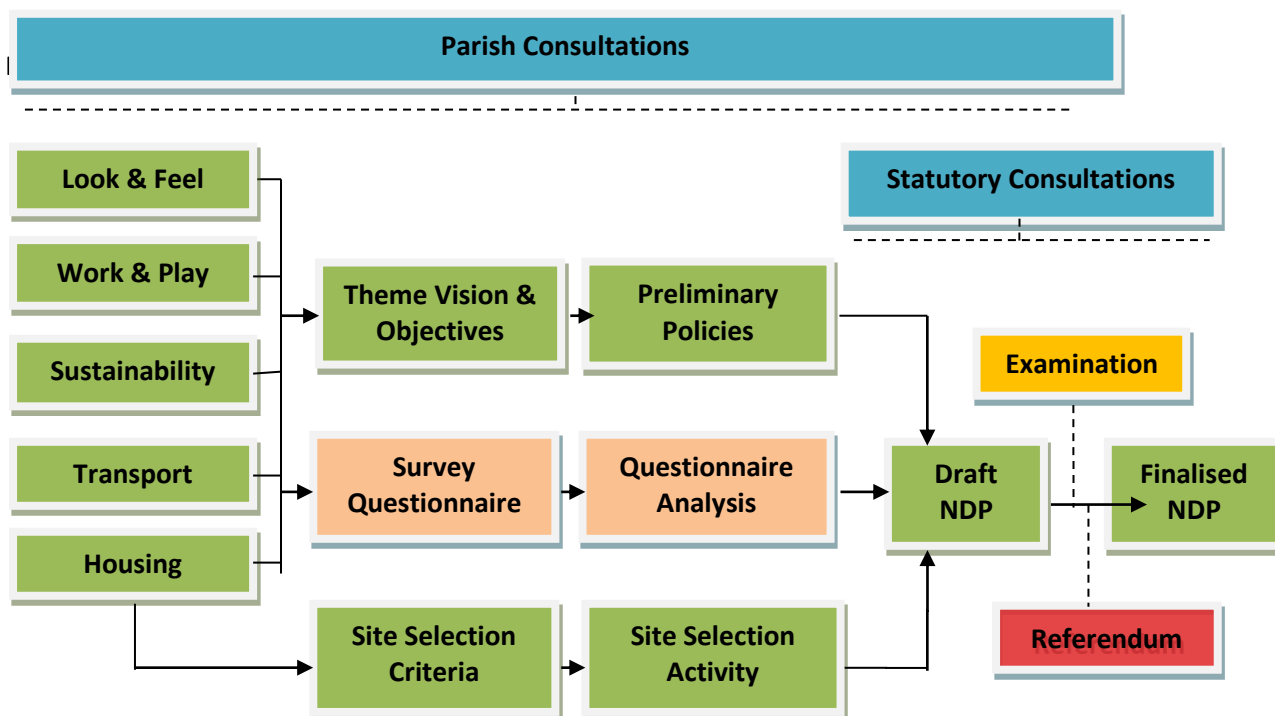 Parish Consultations
Look & Feel
Statutory Consultations
Work & Play
Theme Vision &
Objectives
Preliminary
Policies
Sustainability
Examination
Transport
Survey
Questionnaire
Questionnaire
Analysis
Draft
NDP
Finalised
NDP
Housing
Site Selection
Criteria
Site Selection
Activity
Referendum